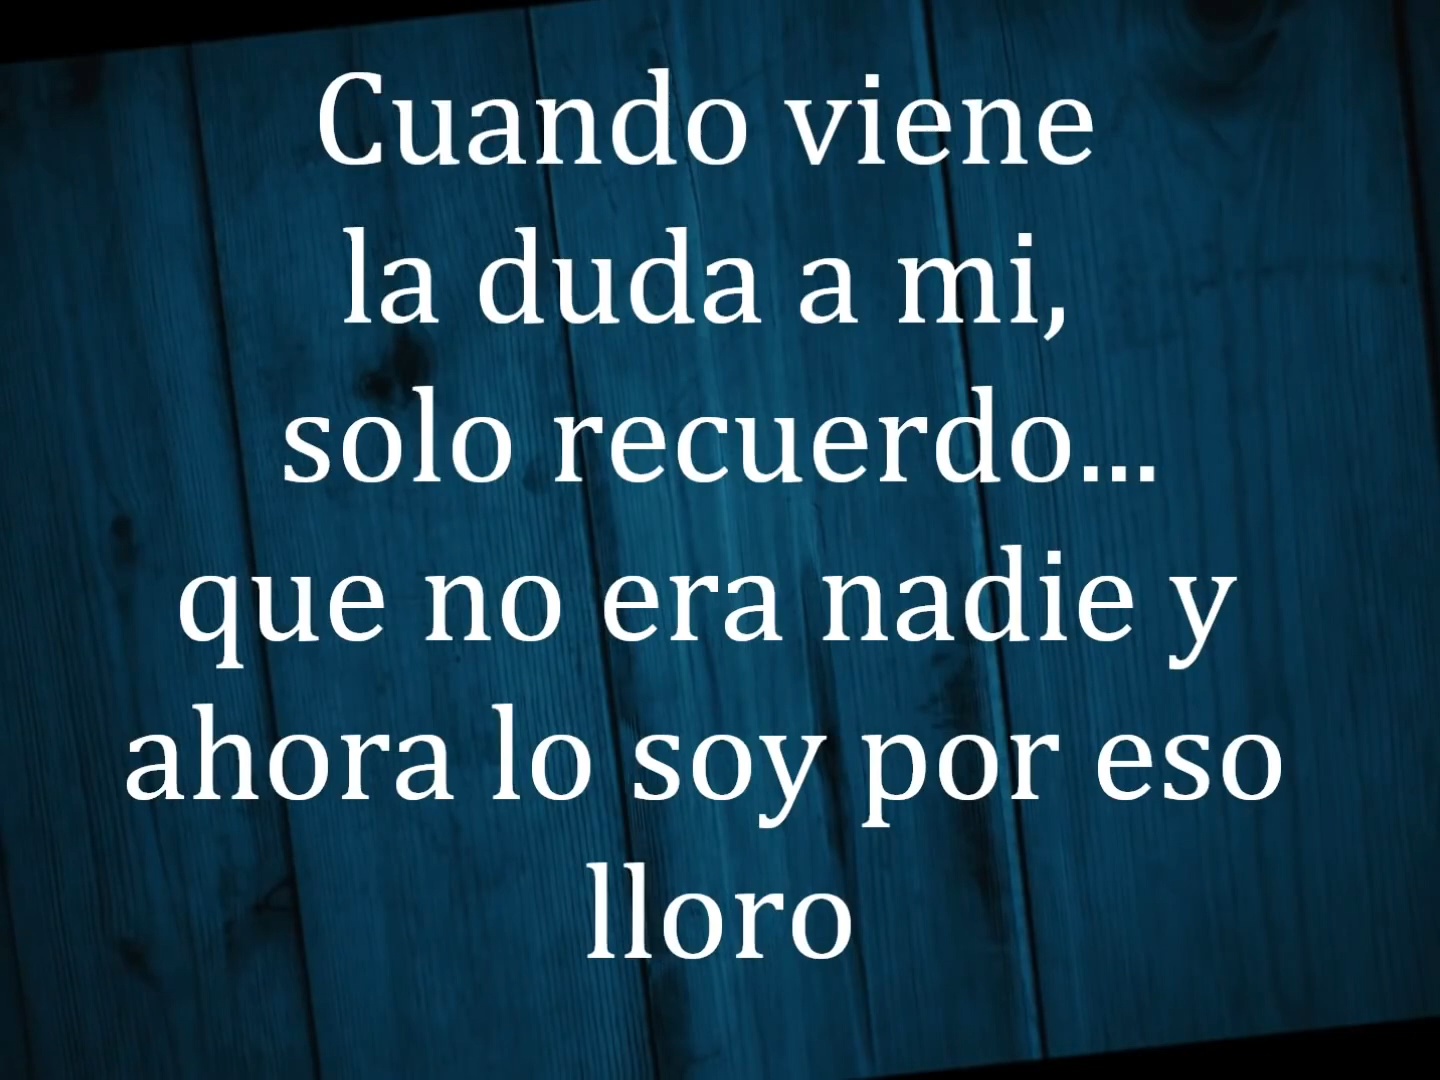 Cuando viene
la duda a mi,
solo recuerdo...
que no era nadie y
ahora lo soy por eso
lloro